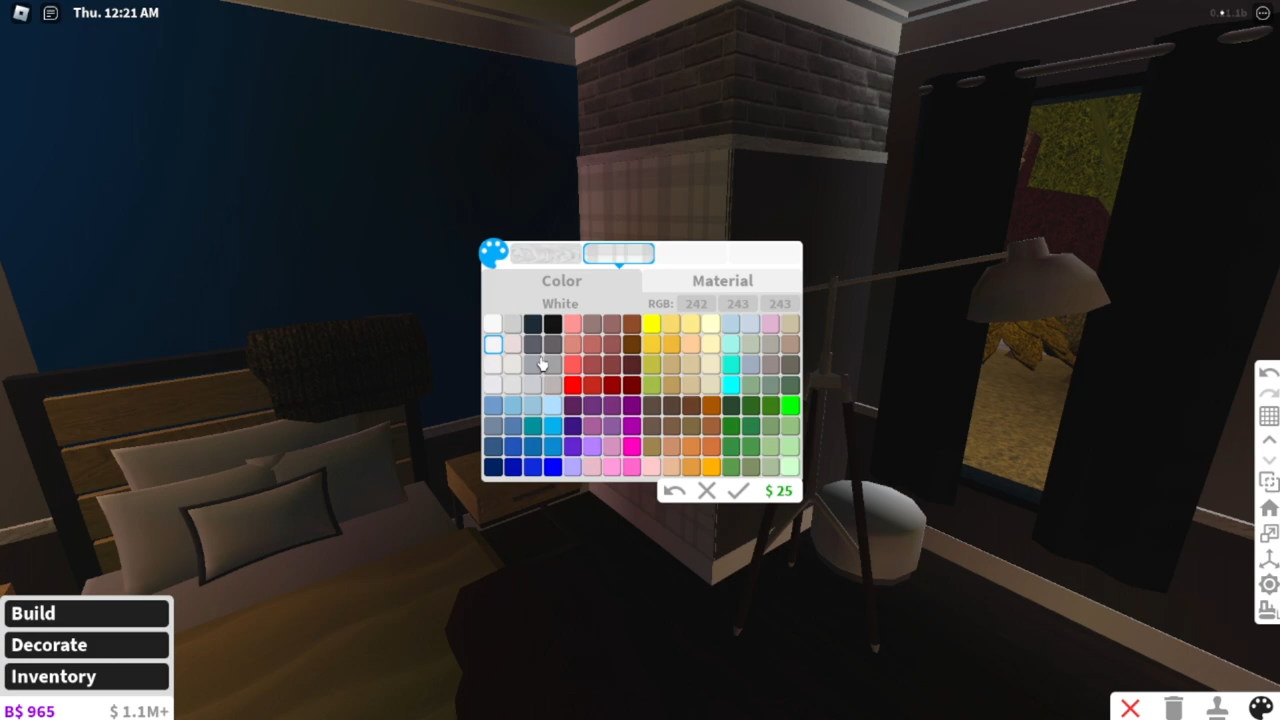 Thu. 12:21 AM
Color
Material
White
RGB: 242 243 243
$ 25
Build
Decorate
Inventory
B$ 965
$ 1.1M+